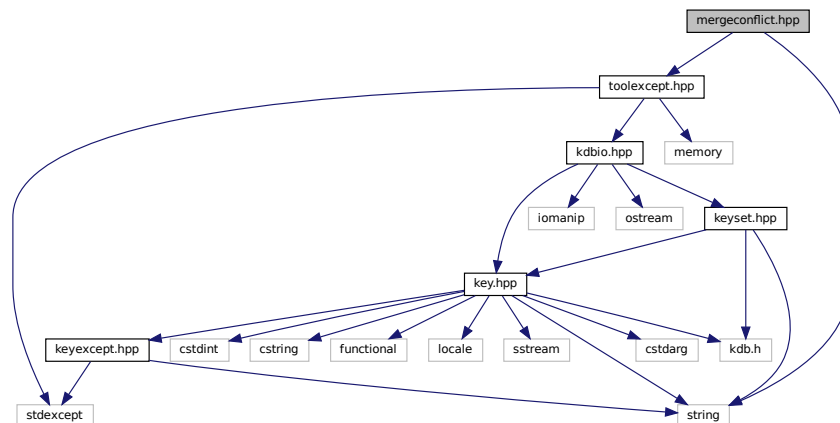 mergeconflict.hpp
toolexcept.hpp
kdbio.hpp
memory
iomanip
ostream
keyset.hpp
key.hpp
keyexcept.hpp
cstdint
cstring
functional
locale
sstream
cstdarg
kdb.h
stdexcept
string